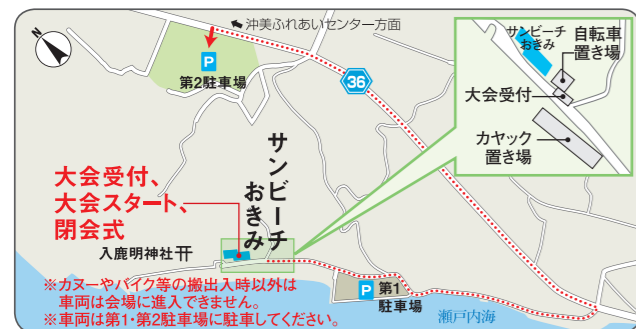 沖美ふれあいセンター方面
P
第2駐車場
36
サンビーチ
おきみ
大会受付、
大会スタート、
閉会式
入鹿明神社
※カヌーやバイク等の搬出入時以外は
車両は会場に進入できません。
※車両は第1・第2駐車場に駐車してください。
P
第1
駐車場
瀬戸内海
サンビーチ
おきみ
自転車
置き場
大会受付
カヤック
置き場
N